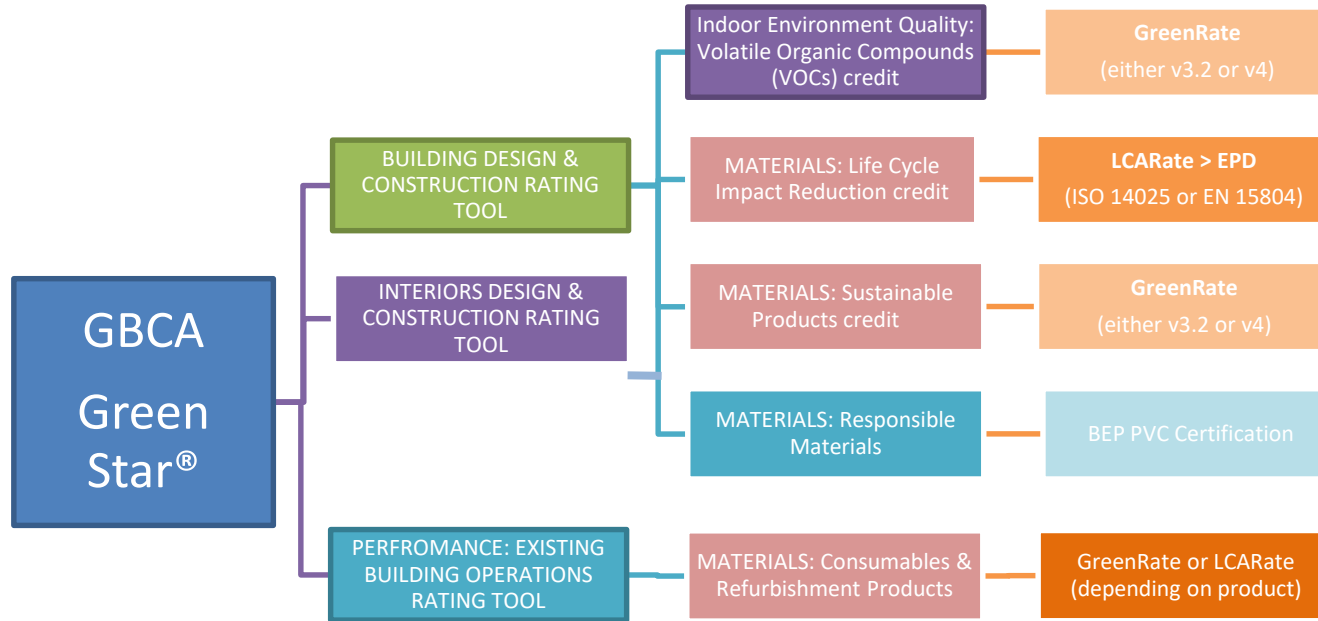 GBCA
Green
Star®
BUILDING DESIGN &
CONSTRUCTION RATING
TOOL
INTERIORS DESIGN &
CONSTRUCTION RATING
TOOL
PERFROMANCE: EXISTING
BUILDING OPERATIONS
RATING TOOL
Indoor Environment Quality:
Volatile Organic Compounds
(VOCs) credit
GreenRate
(either v3.2 or v4)
MATERIALS: Life Cycle
Impact Reduction credit
LCARate > EPD
(ISO 14025 or EN 15804)
MATERIALS: Sustainable
Products credit
GreenRate
(either v3.2 or v4)
MATERIALS: Responsible
Materials
BEP PVC Certification
MATERIALS: Consumables &
Refurbishment Products
GreenRate or LCARate
(depending on product)